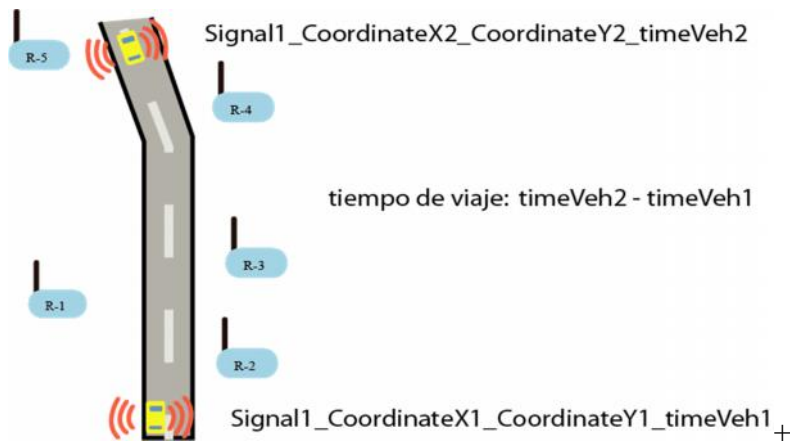 Signal1_CoordinateX2_CoordinateY2_timeVeh2
R-5
R-4
tiempo de viaje: timeVeh2 - timeVeh1
R-3
R-1
R-2
Signal1_CoordinateX1_CoordinateY1_timeVeh1